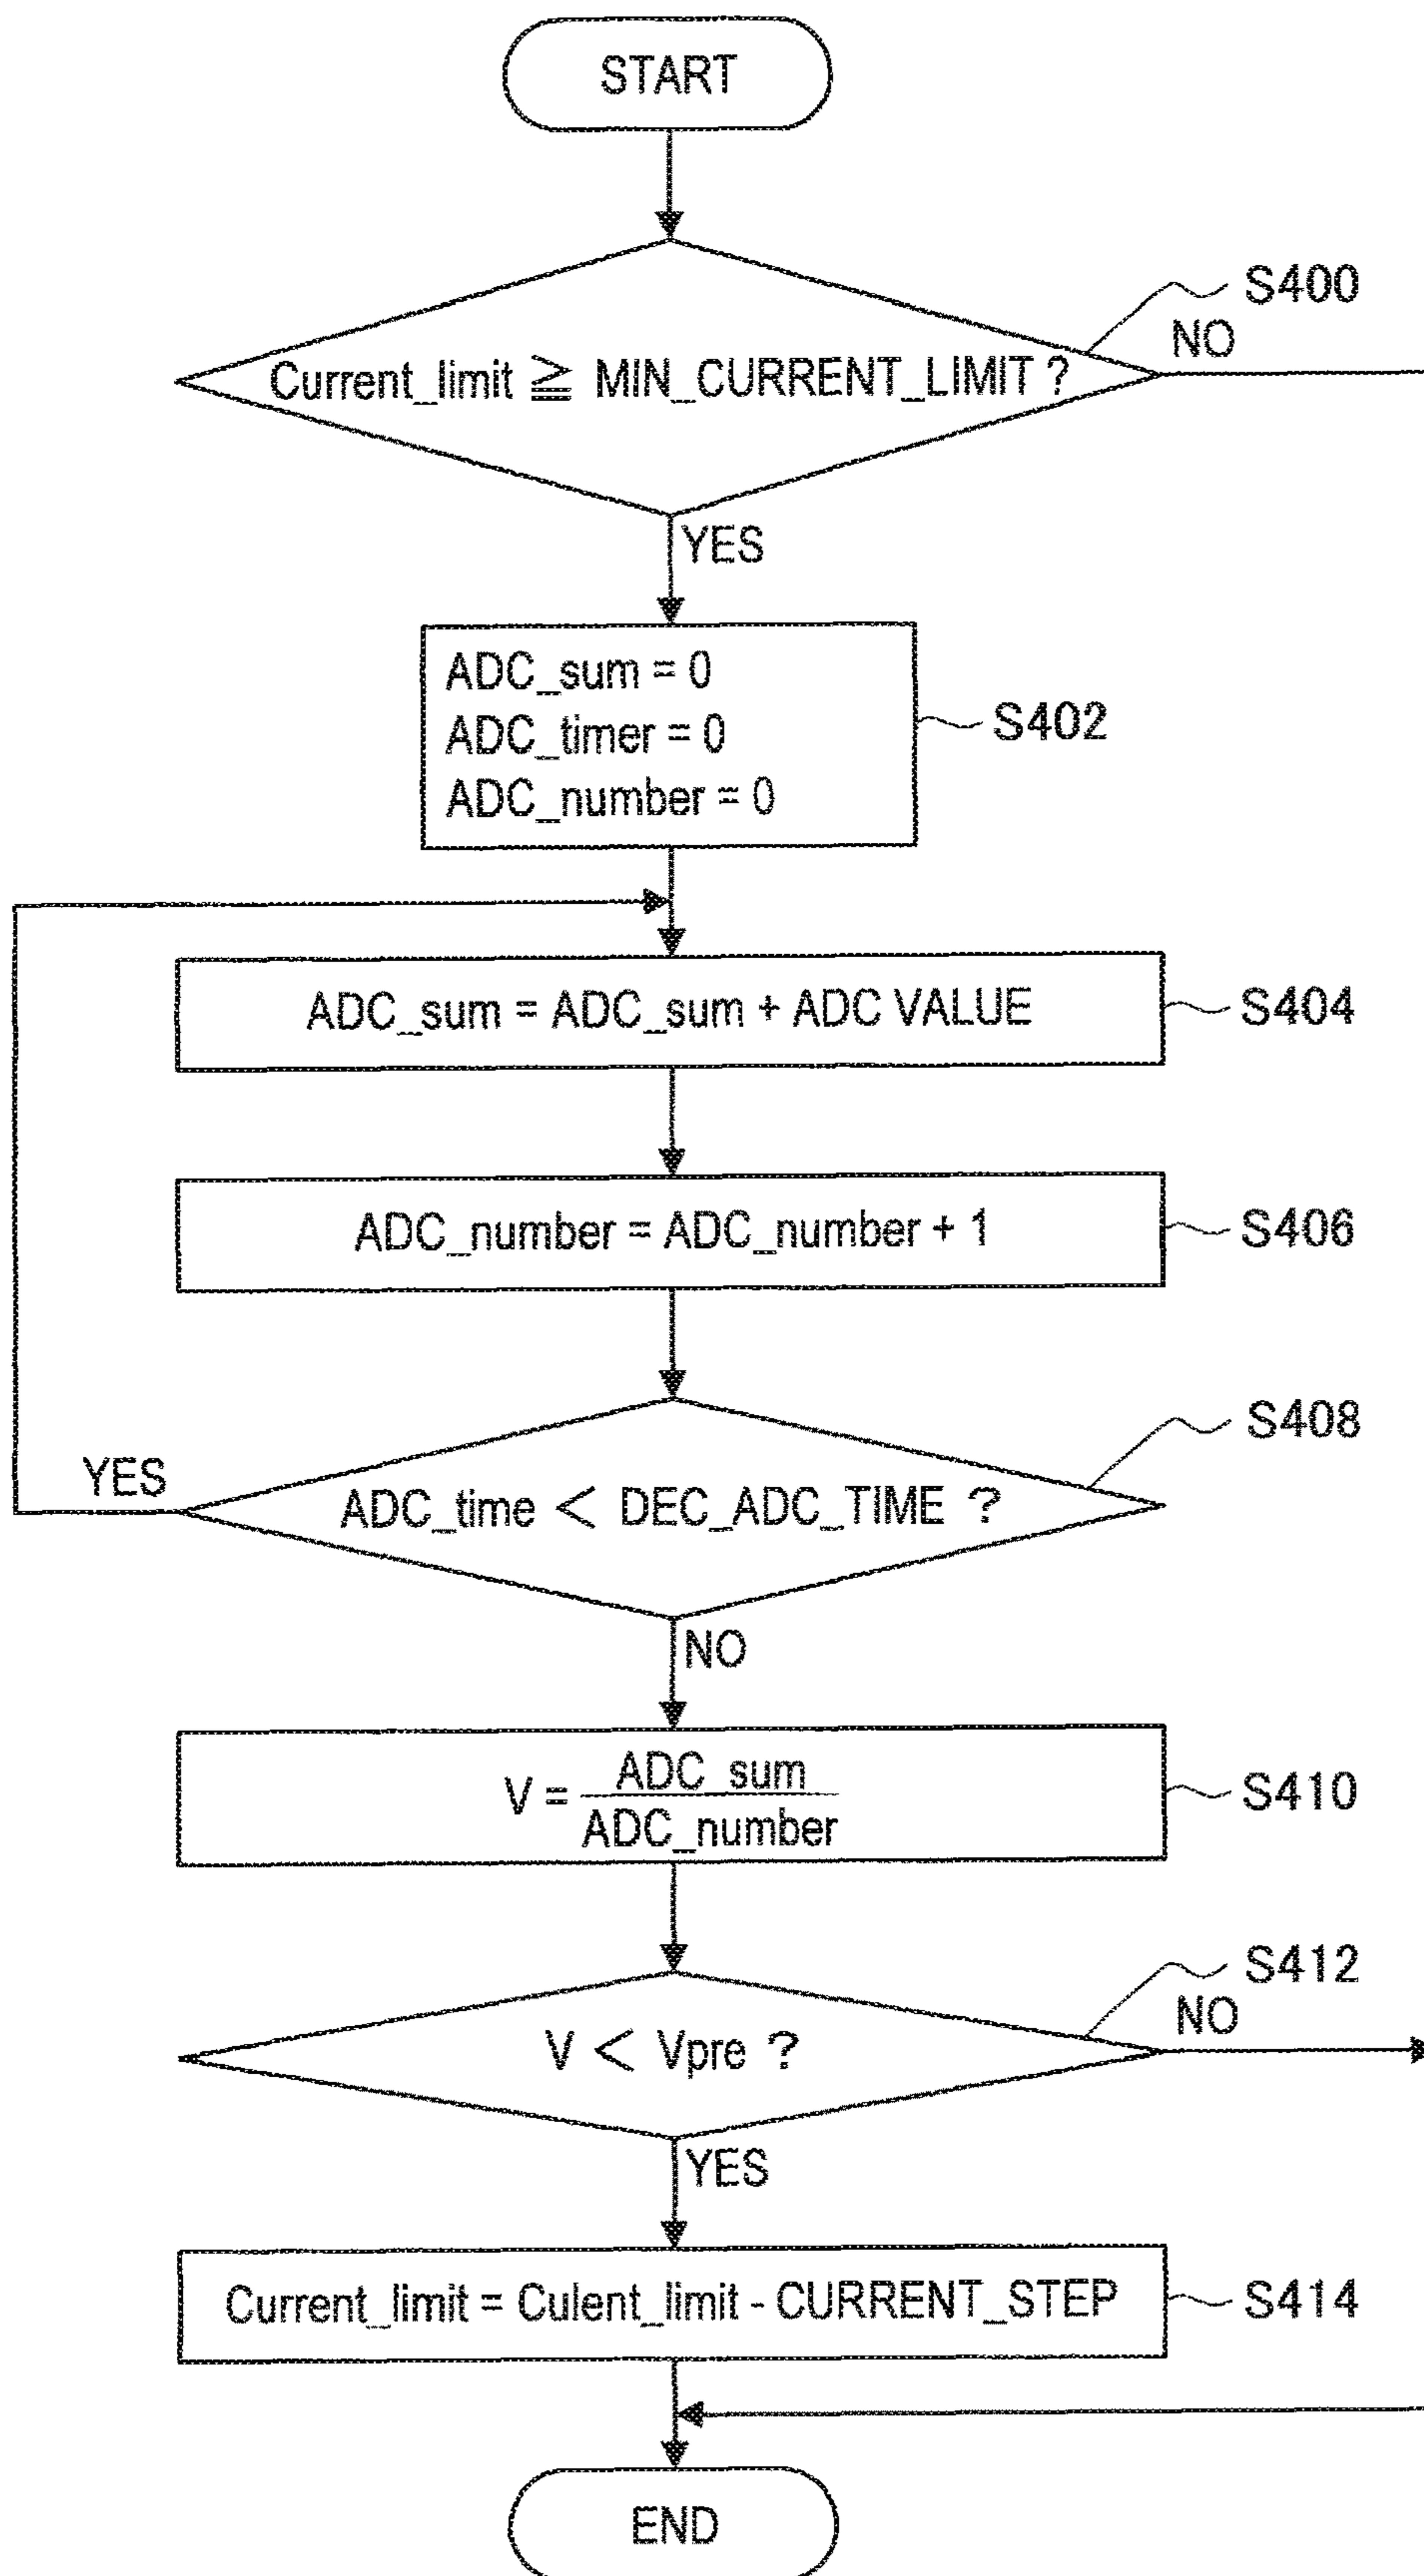 START
S400
NO
Current_limit ≧ MIN_CURRENT_LIMIT ?
YES
ADC_sum = 0
ADC_timer = 0
ADC_number = 0
S402
ADC_sum = ADC_sum + ADC VALUE
S404
ADC_number = ADC_number + 1
S406
S408
YES
ADC_time < DEC_ADC_TIME ?
NO
V = ADC_sum
ADC_number
S410
S412
NO
V < Vpre ?
YES
Current_limit = Culent_limit - CURRENT_STEP
S414
END